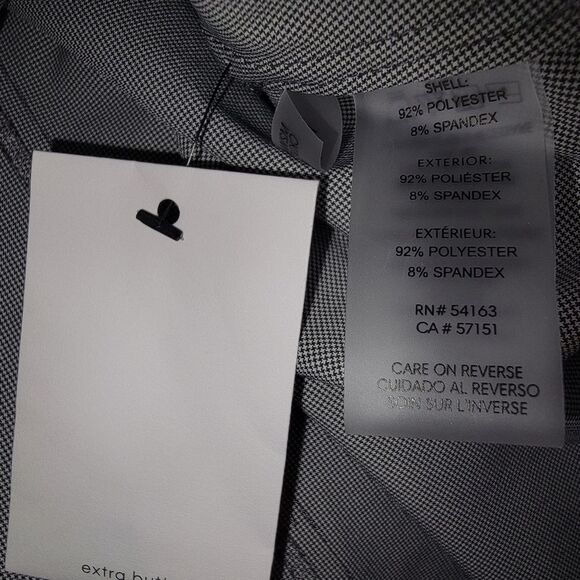 SHELL:
92% POLYESTER
8% SPANDEX
EXTERIOR:
92% POLIÉSTER
8% SPANDEX
EXTÉRIEUR:
92% POLYESTER
8% SPANDEX
RN# 54163
CA # 57151
CARE ON REVERSE
CUIDADO AL REVERSO
SOIN SUR L'INVERSE
extra